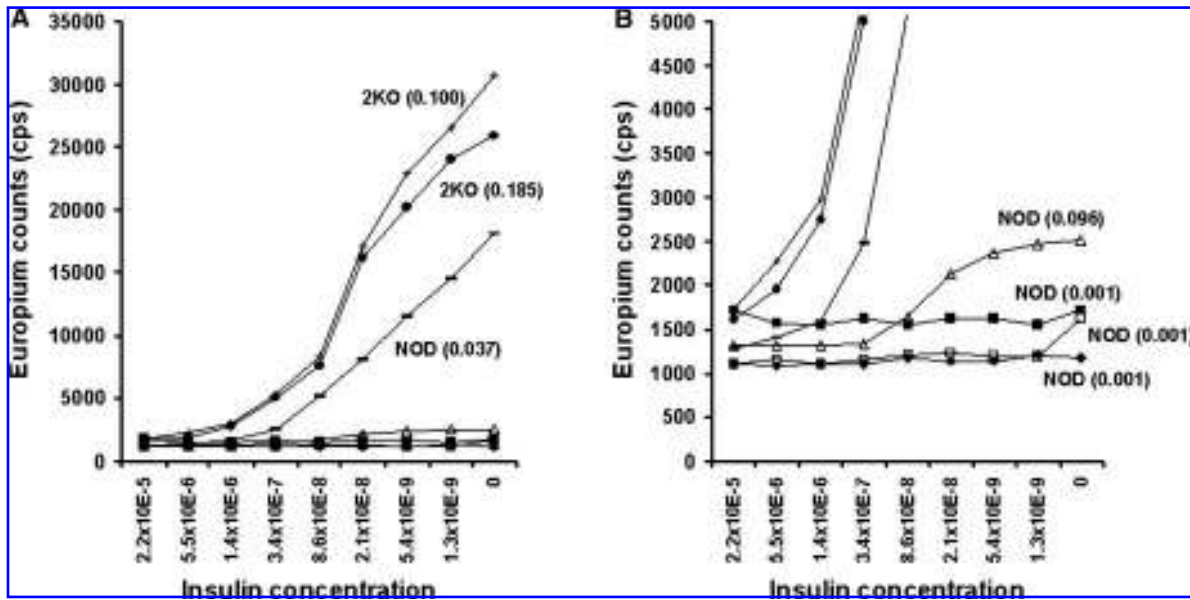 A
Europium counts (cps)
35000
30000
25000
20000
15000
10000
5000
0
2KO (0.100)
2KO (0.185)
NOD (0.037)
2.2x10E-5
5.5x10E-6
1.4x10E-6
3.4x10E-7
8.6x10E-8
2.1x10E-8
5.4x10E-9
1.3x10E-9
0
Insulin concentration
B
Europium counts (cps)
5000
4500
4000
3500
3000
2500
2000
1500
1000
500
0
NOD (0.096)
NOD (0.001)
NOD (0.001)
NOD (0.001)
2.2x10E-5
5.5x10E-6
1.4x10E-6
3.4x10E-7
8.6x10E-8
2.1x10E-8
5.4x10E-9
1.3x10E-9
0
Insulin concentration